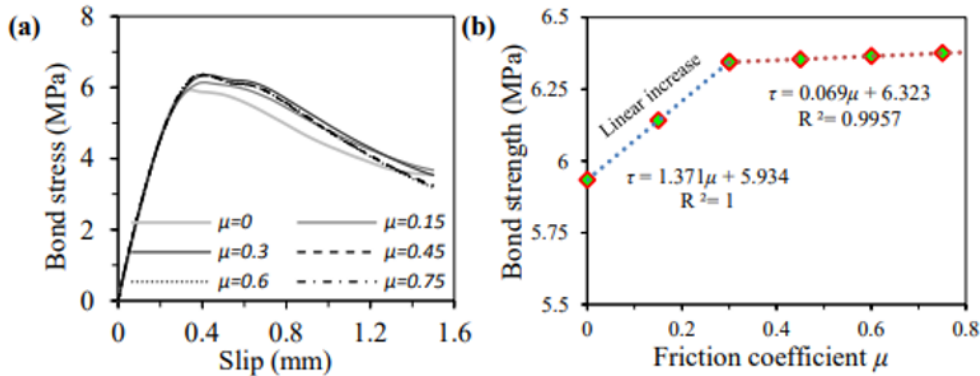 (a)
Bond stress (MPa)
8
6
4
2
0
μ=0
μ=0.15
μ=0.3
μ=0.45
μ=0.6
μ=0.75
0
0.4
0.8
1.2
1.6
Slip (mm)
(b)
Bond strength (MPa)
6.5
6.25
6
5.75
5.5
Linear increase
τ = 0.069μ + 6.323
R ²= 0.9957
τ = 1.371μ + 5.934
R ²= 1
0
0.2
0.4
0.6
0.8
Friction coefficient μ